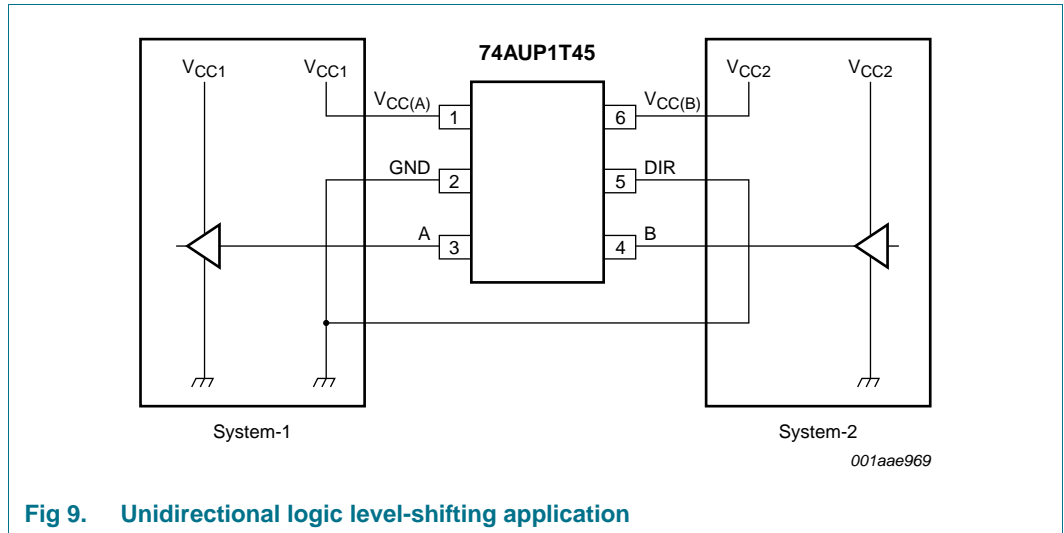 74AUP1T45
VCC1 VCC1 VCC2 VCC2
VCC(A) VCC(B)
1 6
GND DIR
2 5
A B
3 4
System-1 System-2
001aae969
Fig 9. Unidirectional logic level-shifting application